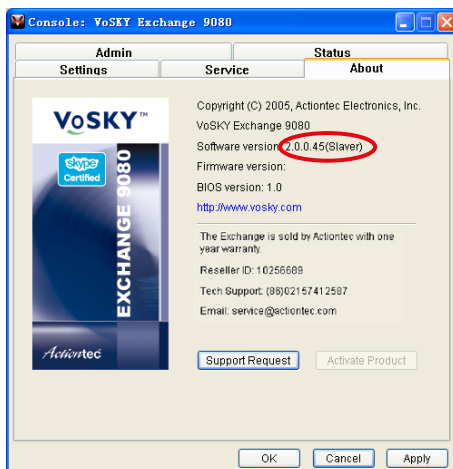 Console: VoSKY Exchange 9080
Admin
Status
Settings
Service
About
VoSKY™
skype
Certified
EXCHANGE 9080
Actiontec
Copyright (C) 2005, Actiontec Electronics, Inc.
VoSKY Exchange 9080
Software version: 2.0.0.45(Slaver)
Firmware version:
BIOS version: 1.0
http://www.vosky.com
The Exchange is sold by Actiontec with one
year warranty.
Reseller ID: 10256689
Tech Support: (86)02157412587
Email: service@actiontec.com
Support Request
Activate Product
OK
Cancel
Apply